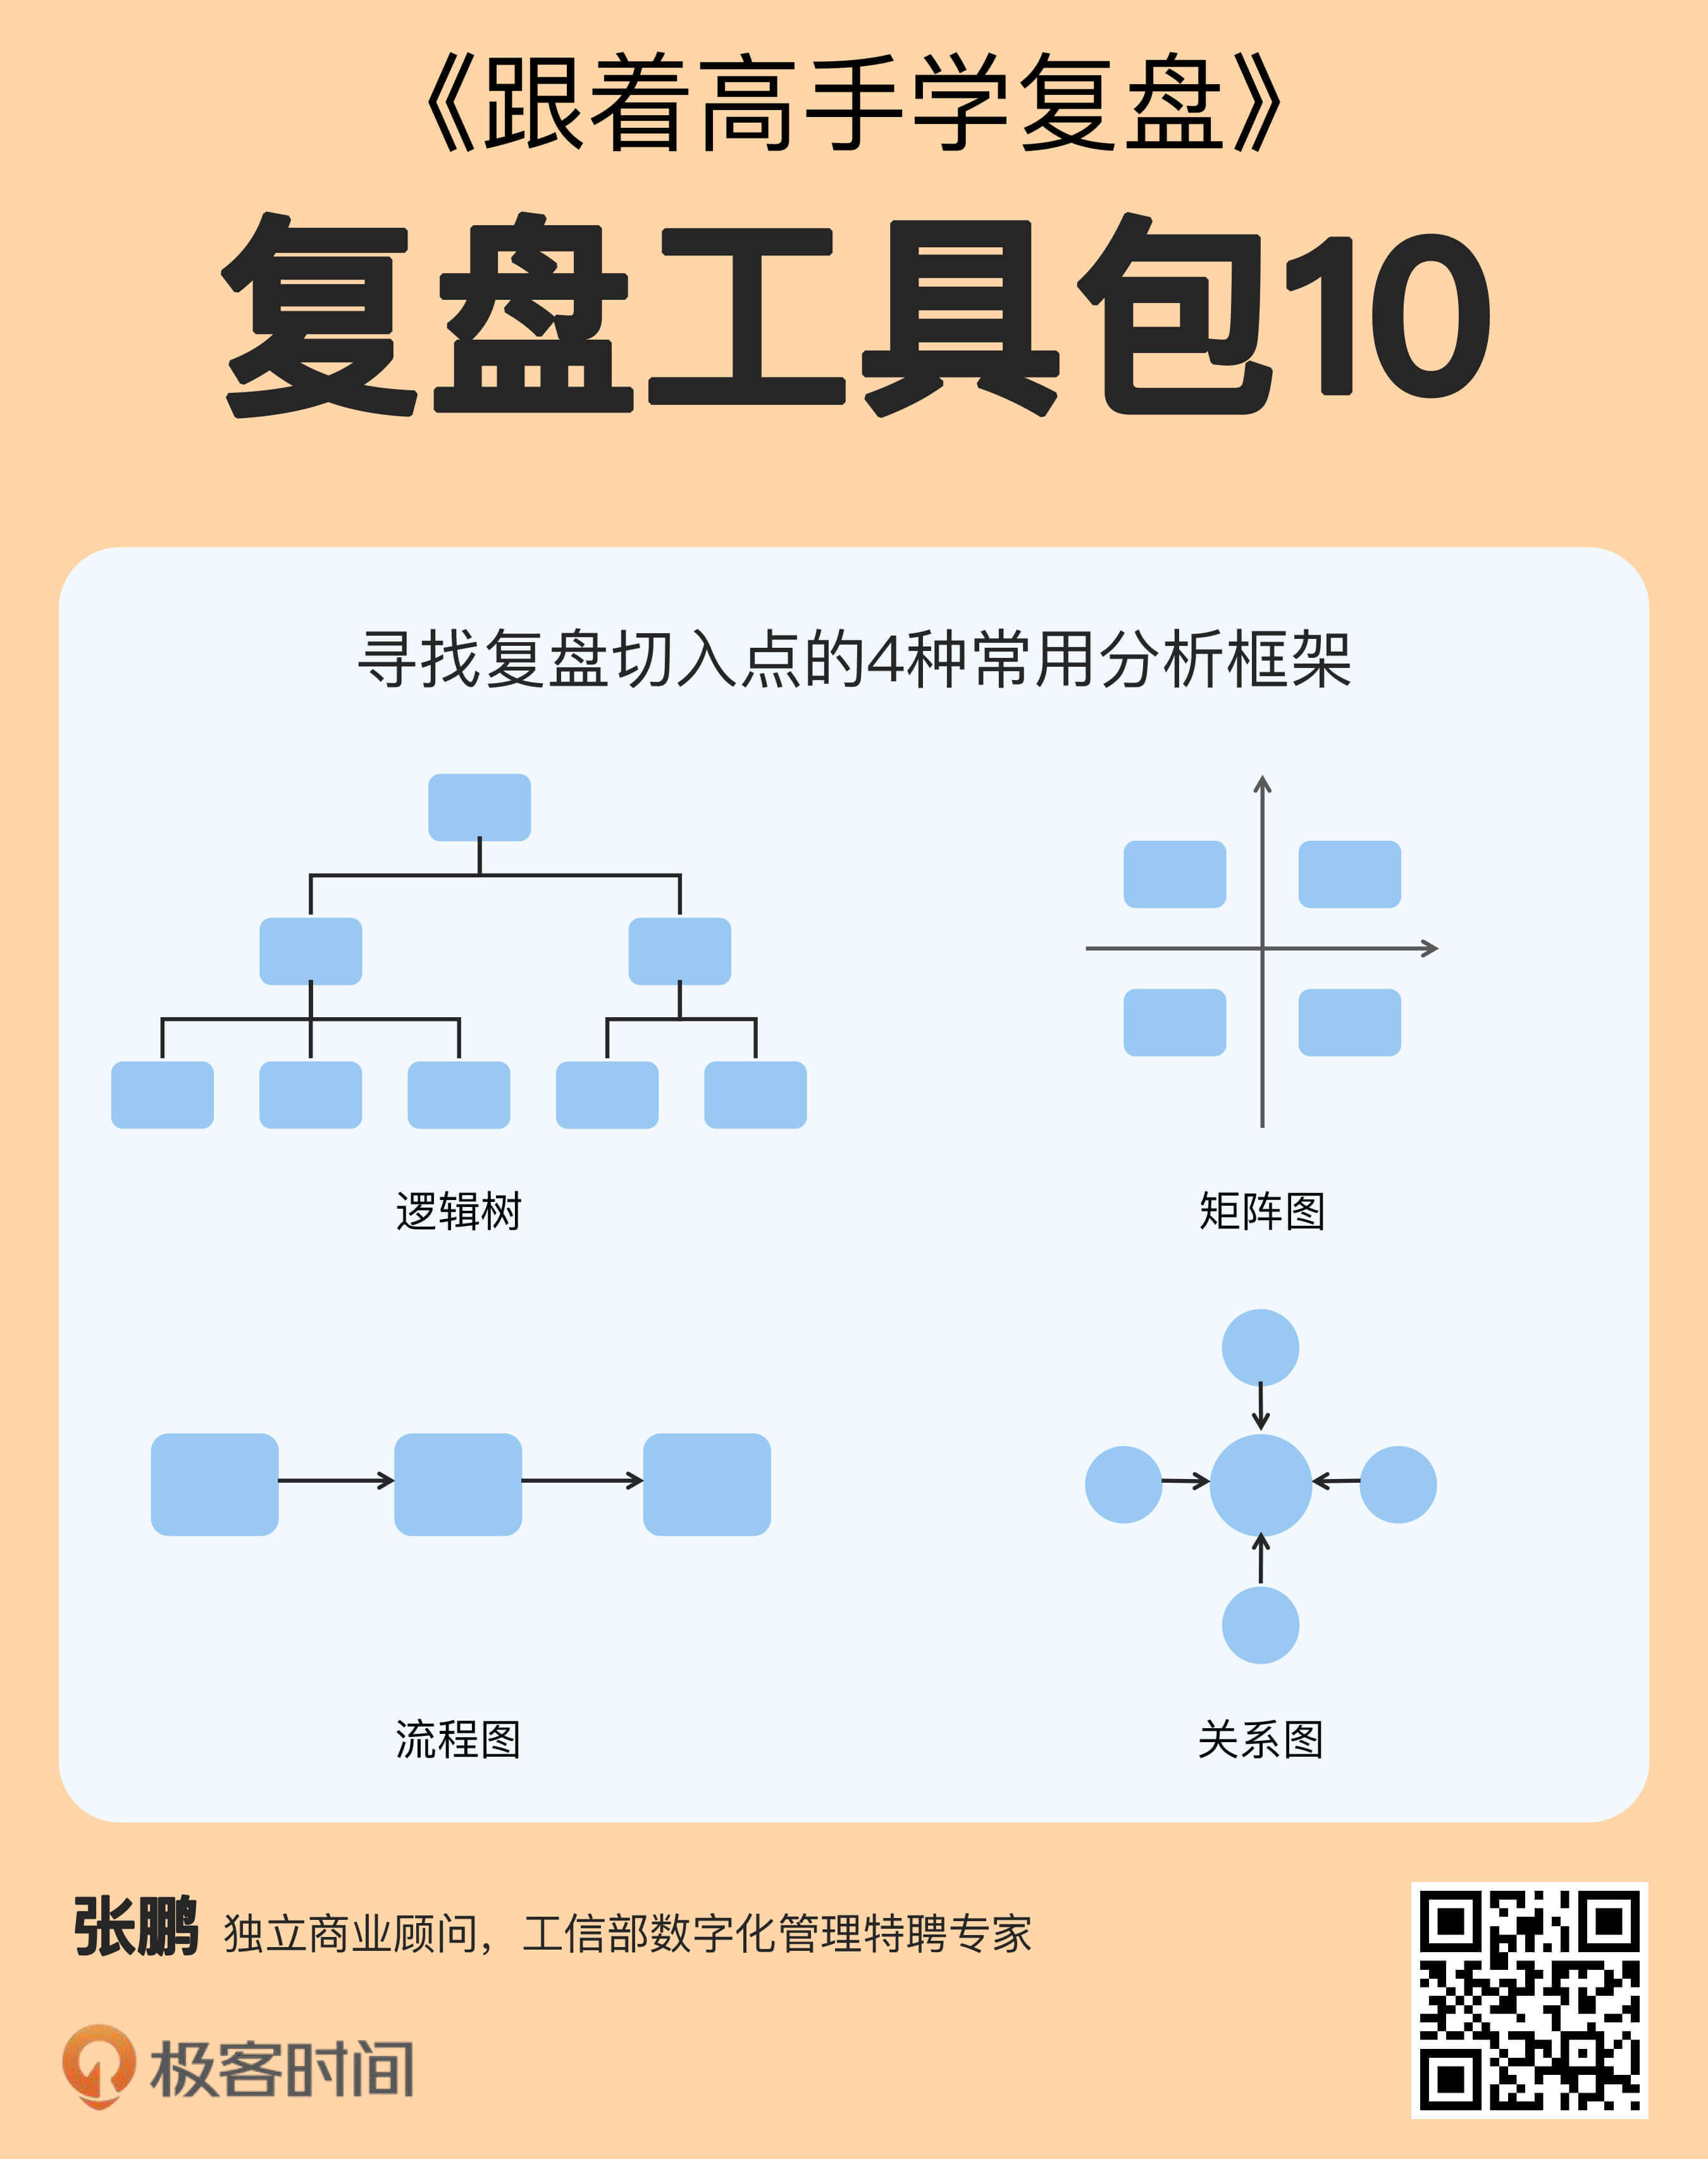 《跟着高手学复盘》
复盘工具包10
寻找复盘切入点的4种常用分析框架
逻辑树
矩阵图
流程图
关系图
张鹏 独立商业顾问，工信部数字化管理特聘专家
极客时间